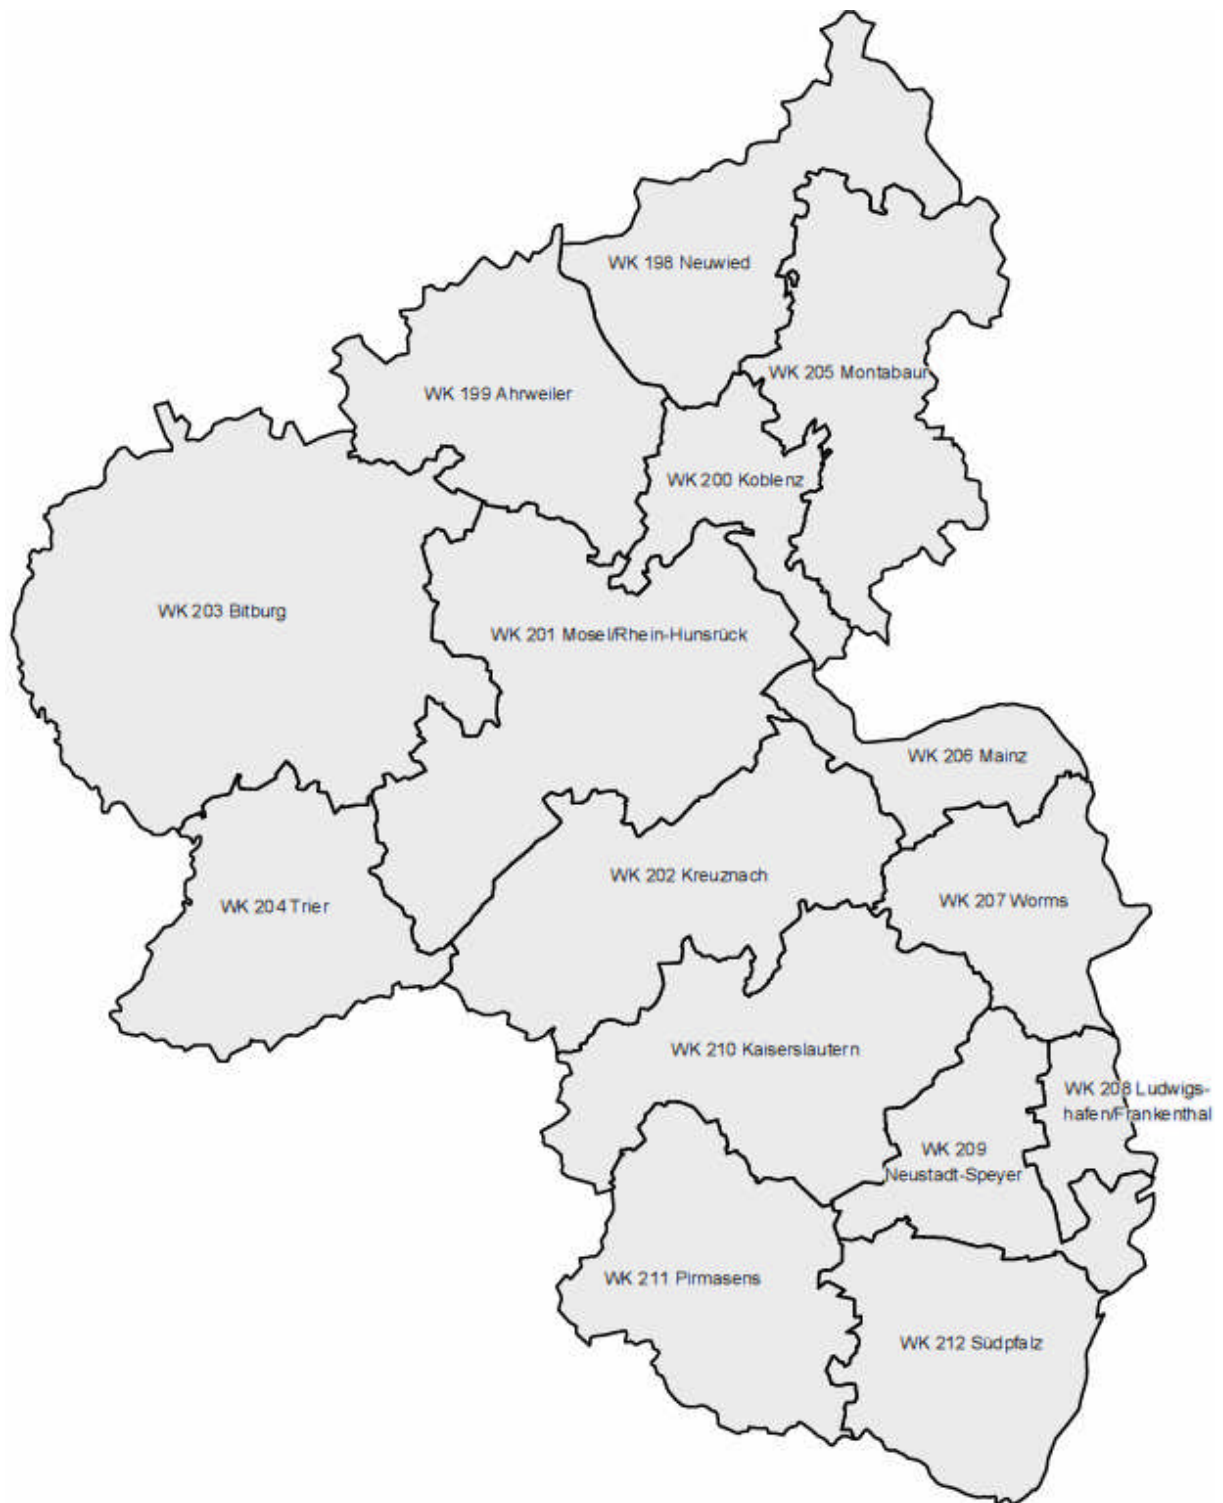 WK 198 Neuwied
WK 205 Montabaur
WK 199 Ahrweiler
WK 200 Koblenz
WK 203 Bitburg
WK 201 Mosel/Rhein-Hunsrück
WK 206 Mainz
WK 202 Kreuznach
WK 207 Worms
WK 204 Trier
WK 210 Kaiserslautern
WK 208 Ludwigs-
hafen/Frankenthal
WK 209
Neustadt-Speyer
WK 211 Pirmasens
WK 212 Südpfalz